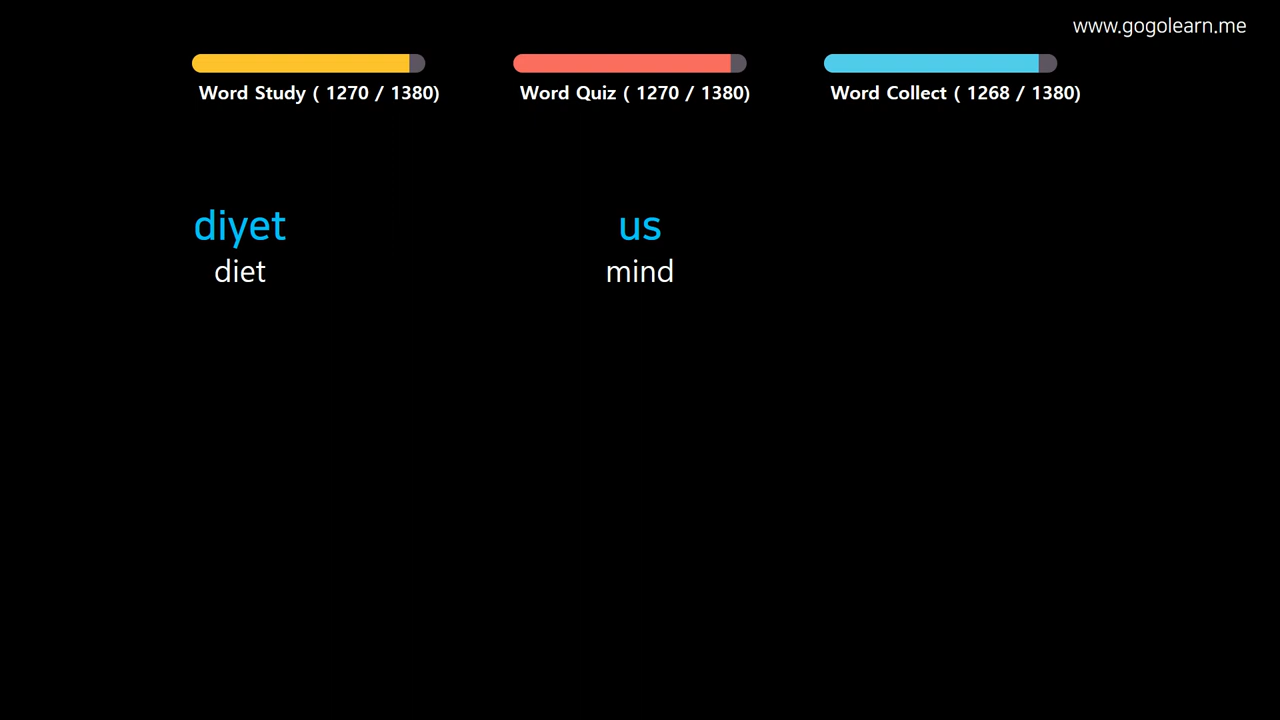 www.gogolearn.me
Word Study ( 1270 / 1380)
Word Quiz ( 1270 / 1380)
Word Collect ( 1268 / 1380)
diyet
diet
us
mind